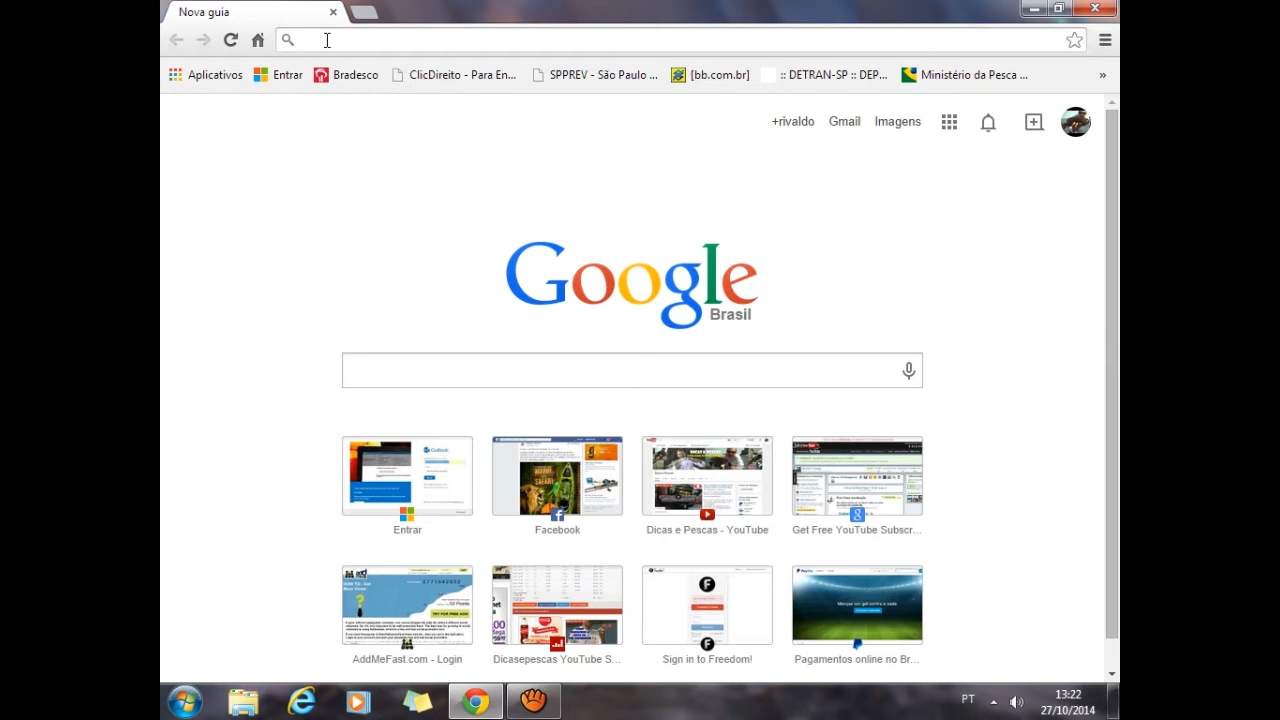 Nova guia
Aplicativos Entrar Bradesco ClicDireito - Para En... SPPREV - São Paulo ... [bb.com.br] :: DETRAN-SP :: DEP... Ministério da Pesca ... »
+rivaldo Gmail Imagens
Google
Brasil
Entrar Facebook Dicas e Pescas - YouTube Get Free YouTube Subscr...
AddMeFast.com - Login Dicasepescas YouTube S... Sign in to Freedom! Pagamentos online no Br...
PT 13:22
27/10/2014